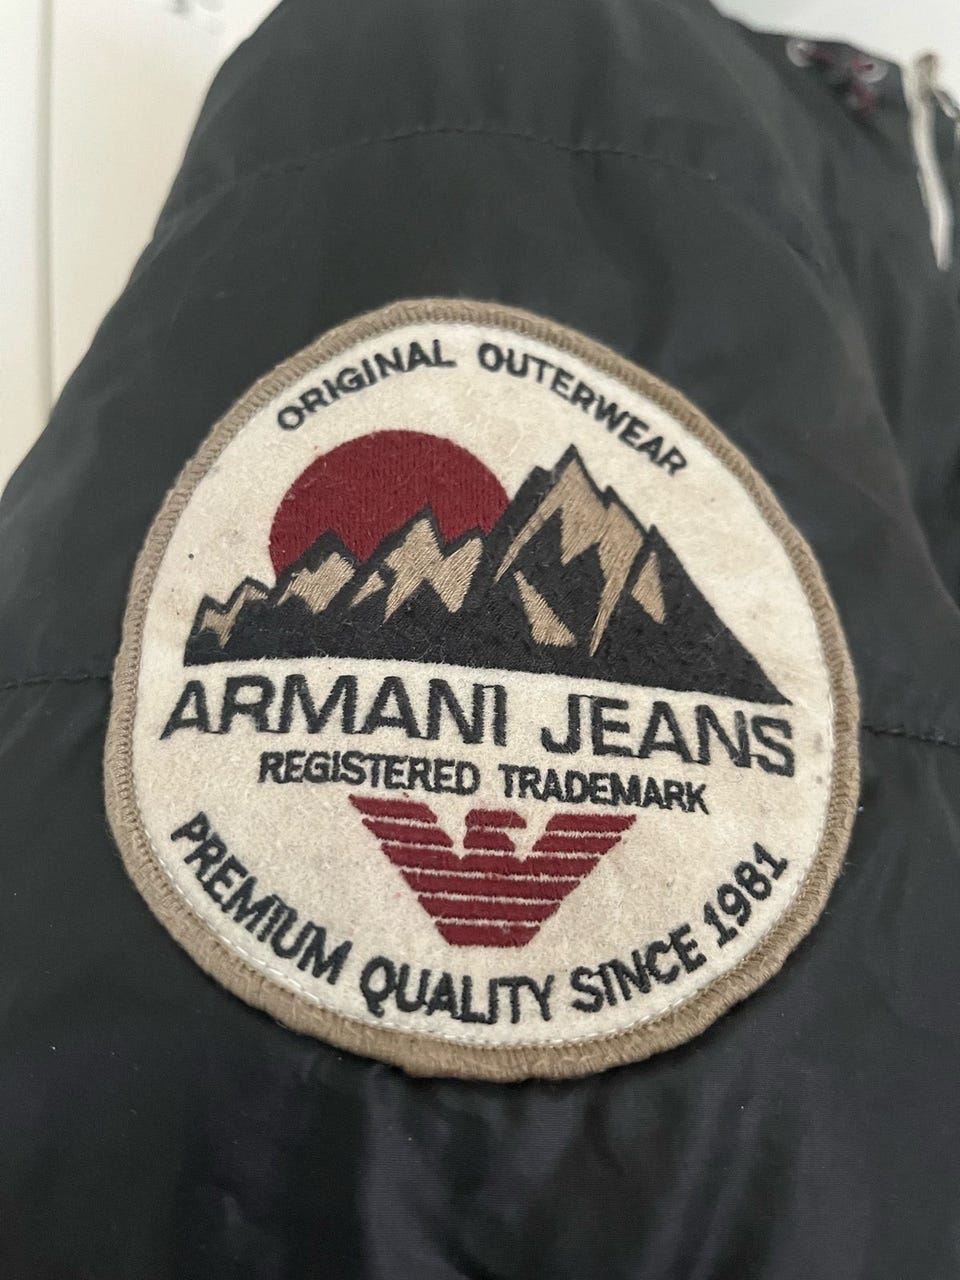 ORIGINAL OUTERWEAR
ARMANI JEANS
REGISTERED TRADEMARK
PREMIUM QUALITY SINCE 1981